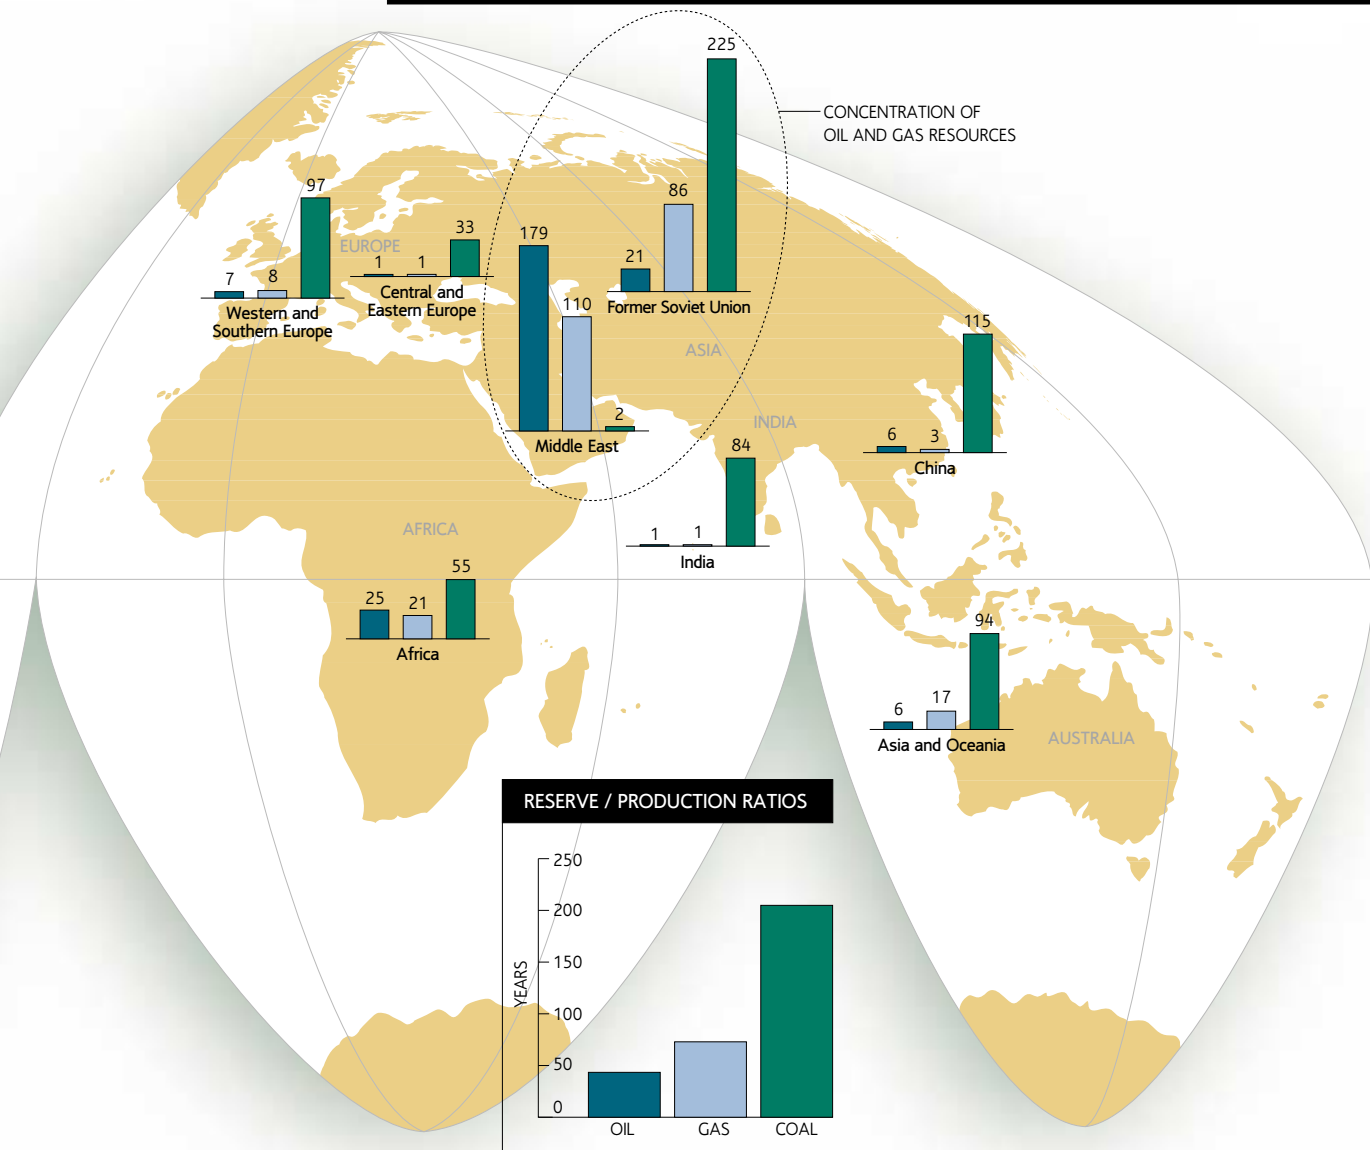 225
CONCENTRATION OF
OIL AND GAS RESOURCES
97
EUROPE
7
8
Western and
Southern Europe
1
1
33
Central and
Eastern Europe
179
110
2
Middle East
21
86
Former Soviet Union
ASIA
INDIA
115
6
3
China
84
1
1
India
AFRICA
25
21
55
Africa
94
6
17
Asia and Oceania
AUSTRALIA
RESERVE / PRODUCTION RATIOS
YEARS
250
200
150
100
50
0
OIL
GAS
COAL